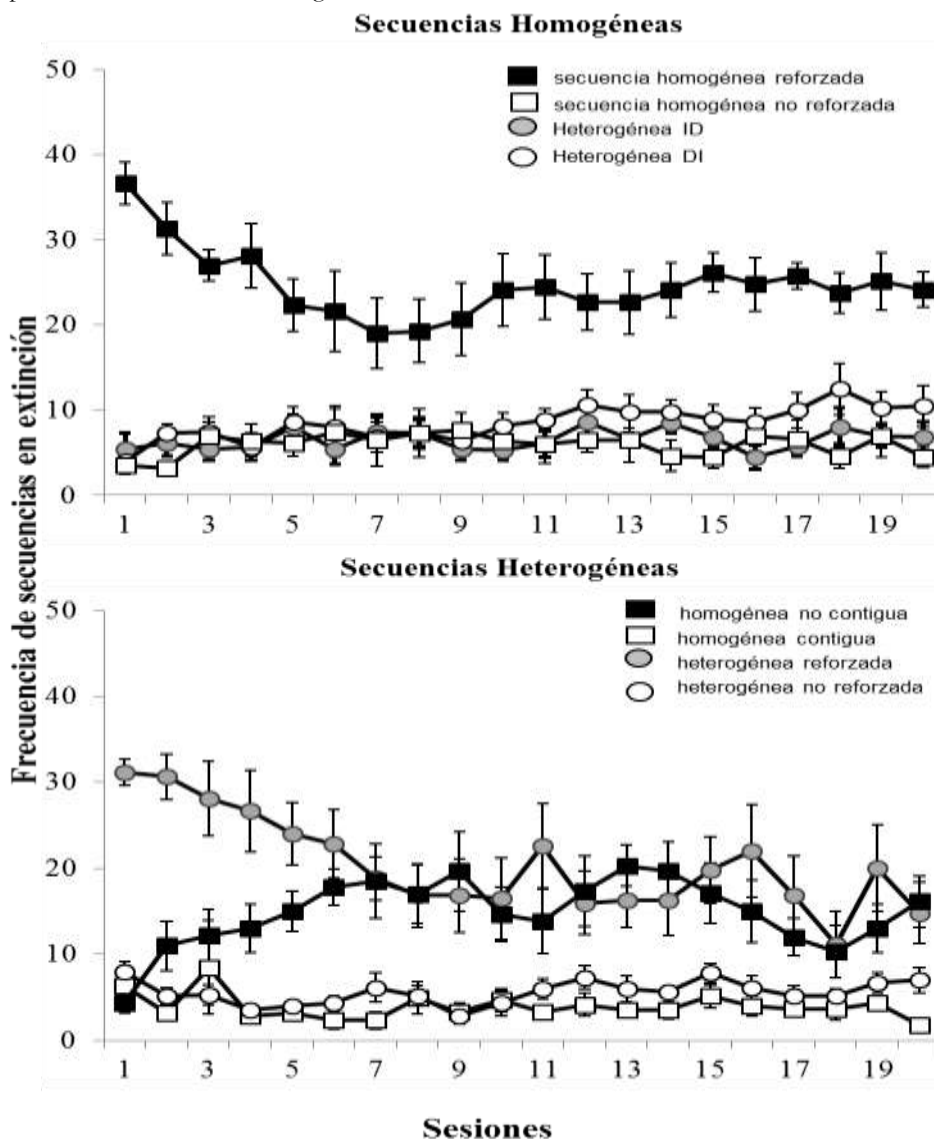 Secuencias Homogéneas
50
40
30
20
10
0
secuencia homogénea reforzada
secuencia homogénea no reforzada
Heterogénea ID
Heterogénea DI
1 3 5 7 9 11 13 15 17 19
Frecuencia de secuencias en extinción
Secuencias Heterogéneas
50
40
30
20
10
0
homogénea no contigua
homogénea contigua
heterogénea reforzada
heterogénea no reforzada
1 3 5 7 9 11 13 15 17 19
Sesiones